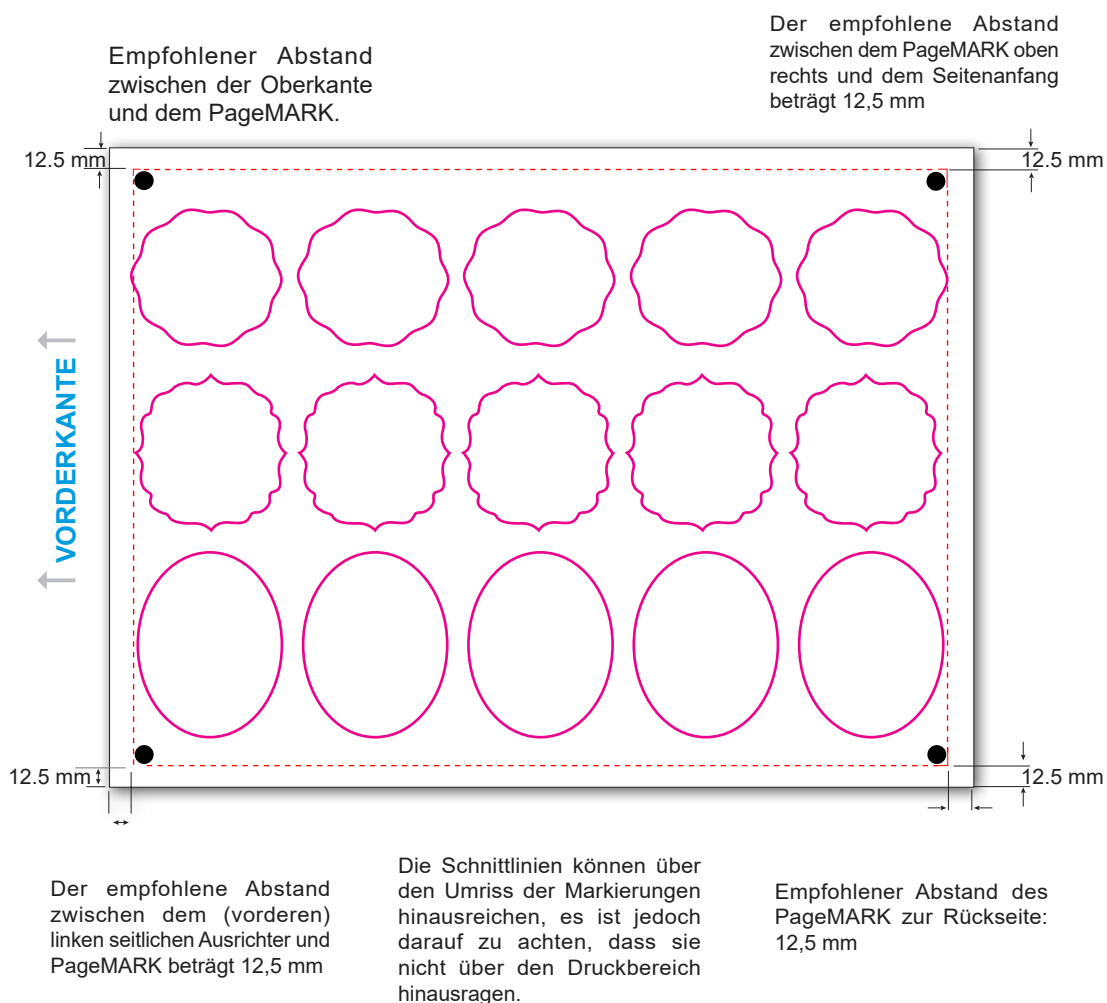 Empfohlener Abstand
zwischen der Oberkante
und dem PageMARK.
Der empfohlene Abstand
zwischen dem PageMARK oben
rechts und dem Seitenanfang
beträgt 12,5 mm
12.5 mm
12.5 mm
VORDERKANTE
12.5 mm
12.5 mm
Der empfohlene Abstand
zwischen dem (vorderen)
linken seitlichen Ausrichter und
PageMARK beträgt 12,5 mm
Die Schnittlinien können über
den Umriss der Markierungen
hinausreichen, es ist jedoch
darauf zu achten, dass sie
nicht über den Druckbereich
hinausragen.
Empfohlener Abstand des
PageMARK zur Rückseite:
12,5 mm